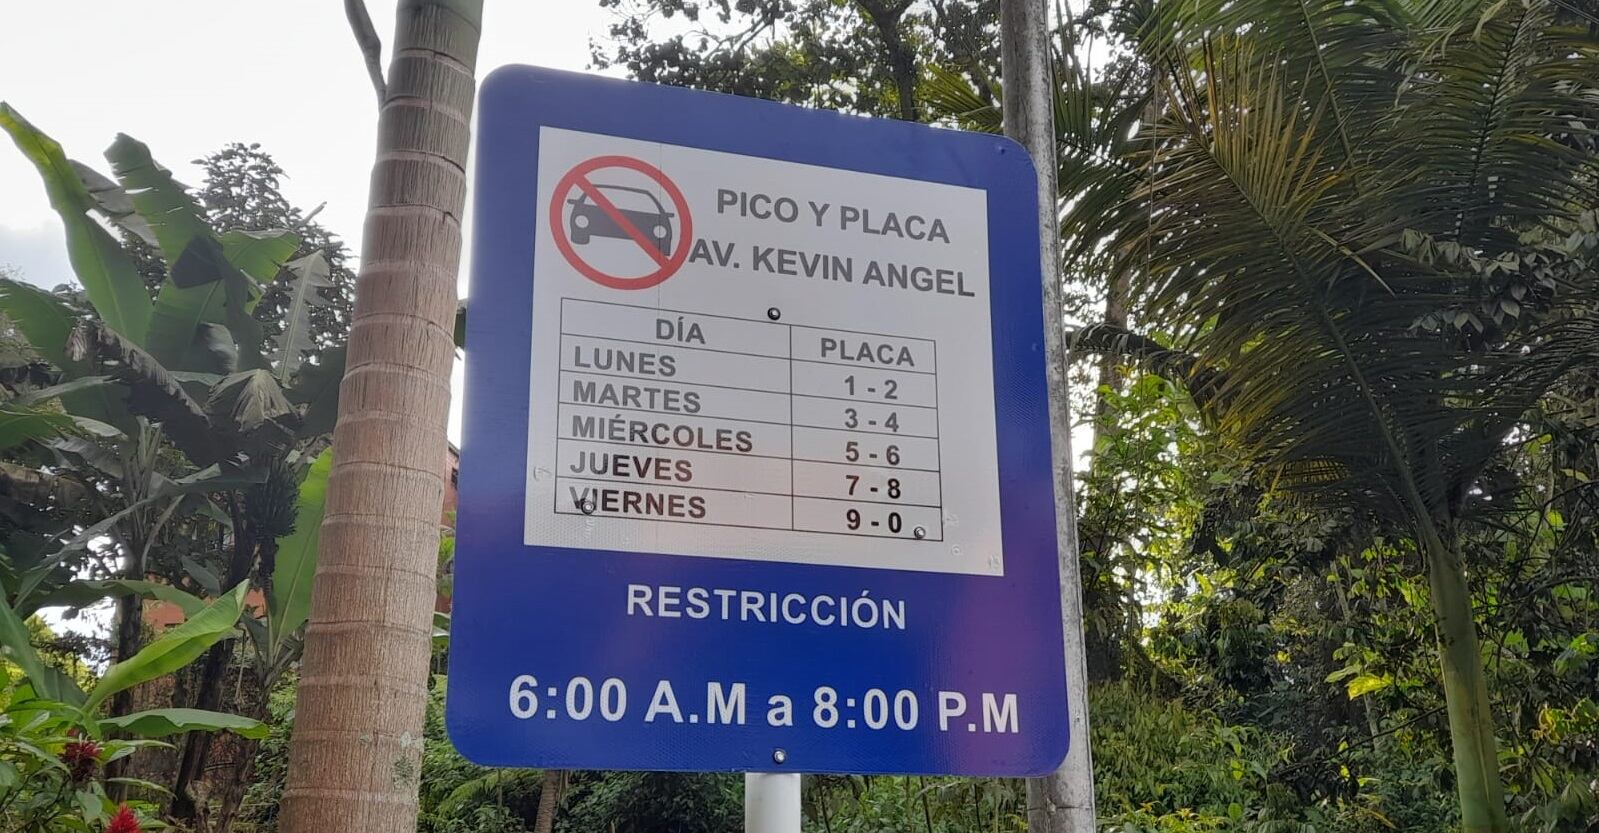 PICO Y PLACA
AV. KEVIN ANGEL
DÍA PLACA
LUNES 1 - 2
MARTES 3 - 4
MIÉRCOLES 5 - 6
JUEVES 7 - 8
VIERNES 9 - 0
RESTRICCIÓN
6:00 A.M a 8:00 P.M